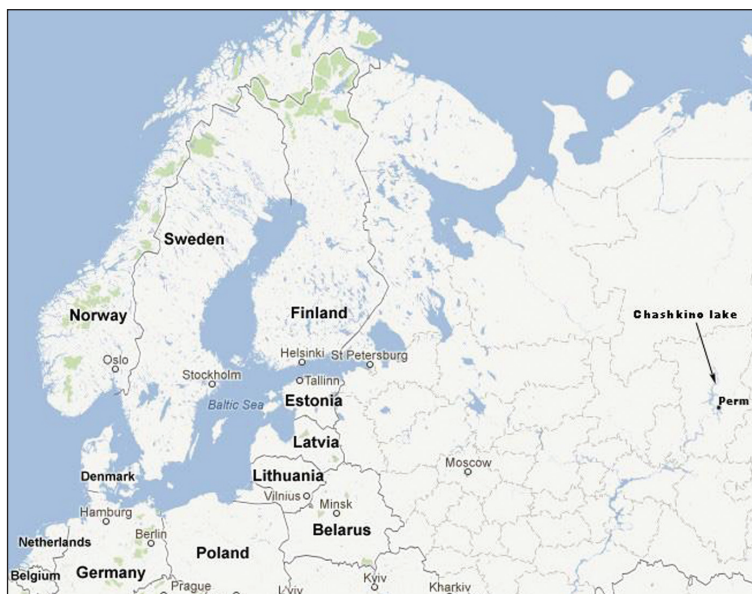 Sweden
Norway
Finland
Chashkino lake
Oslo
Helsinki
St Petersburg
Stockholm
Tallinn
Perm
Baltic Sea
Estonia
Latvia
Moscow
Denmark
Lithuania
Vilnius
Minsk
Hamburg
Belarus
Netherlands
Berlin
Poland
Belgium
Germany
Prague
L'viv
Kyiv
Kharkiv